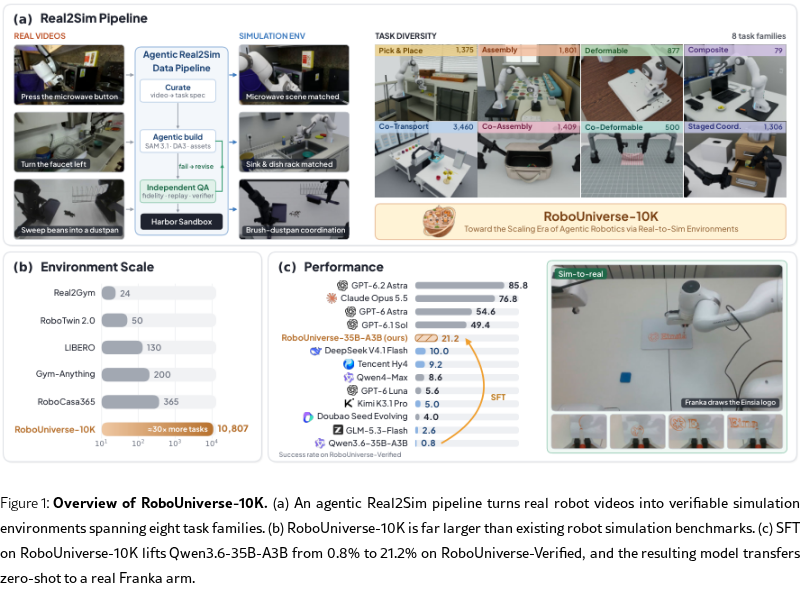 (a) Real2Sim Pipeline
REAL VIDEOS
SIMULATION ENV
Press the microwave button
Turn the faucet left
Sweep beans into a dustpan
Agentic Real2Sim
Data Pipeline
Curate
video → task spec
Agentic build
SAM 3.1 · DA3 · assets
fail → revise
Independent QA
fidelity · replay · verifier
Harbor Sandbox
Microwave scene matched
Sink & dish rack matched
Brush-dustpan coordination
TASK DIVERSITY
8 task families
Pick & Place 1,375
Assembly 1,801
Deformable 877
Composite 79
Co-Transport 3,460
Co-Assembly 1,409
Co-Deformable 500
Staged Coord. 1,306
RoboUniverse-10K
Toward the Scaling Era of Agentic Robotics via Real-to-Sim Environments
(b) Environment Scale
Real2Gym 24
RoboTwin 2.0 50
LIBERO 130
Gym-Anything 200
RoboCasa365 365
RoboUniverse-10K ≈30× more tasks 10,807
10¹ 10² 10³ 10⁴
(c) Performance
GPT-6.2 Astra 85.8
Claude Opus 5.5 76.8
GPT-6 Astra 54.6
GPT-6.1 Sol 49.4
RoboUniverse-35B-A3B (ours) 21.2
DeepSeek V4.1 Flash 10.0
Tencent Hy4 9.2
Qwen4-Max 8.6
GPT-6 Luna 5.6
Kimi K3.1 Pro 5.0
Doubao Seed Evolving 4.0
GLM-5.3-Flash 2.6
Qwen3.6-35B-A3B 0.8
SFT
Success rate on RoboUniverse-Verified
Sim-to-real
Franka draws the Einsia logo
Figure 1: Overview of RoboUniverse-10K. (a) An agentic Real2Sim pipeline turns real robot videos into verifiable simulation
environments spanning eight task families. (b) RoboUniverse-10K is far larger than existing robot simulation benchmarks. (c) SFT
on RoboUniverse-10K lifts Qwen3.6-35B-A3B from 0.8% to 21.2% on RoboUniverse-Verified, and the resulting model transfers
zero-shot to a real Franka arm.